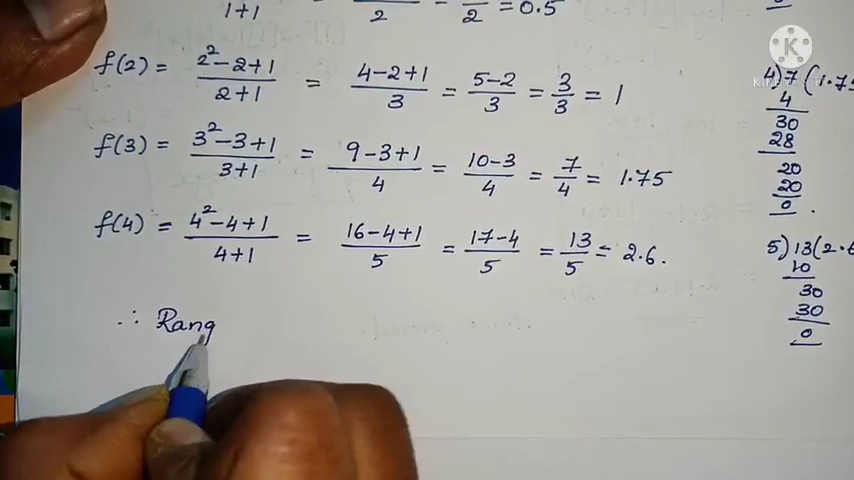 1+1 2 2 = 0.5
f(2) = 2²-2+1 / 2+1 = 4-2+1 / 3 = 5-2 / 3 = 3/3 = 1
f(3) = 3²-3+1 / 3+1 = 9-3+1 / 4 = 10-3 / 4 = 7/4 = 1.75
f(4) = 4²-4+1 / 4+1 = 16-4+1 / 5 = 17-4 / 5 = 13/5 = 2.6.
∴ Rang
4)7(1.75
4
30
28
20
20
0.
5)13(2.6
10
30
30
0
K